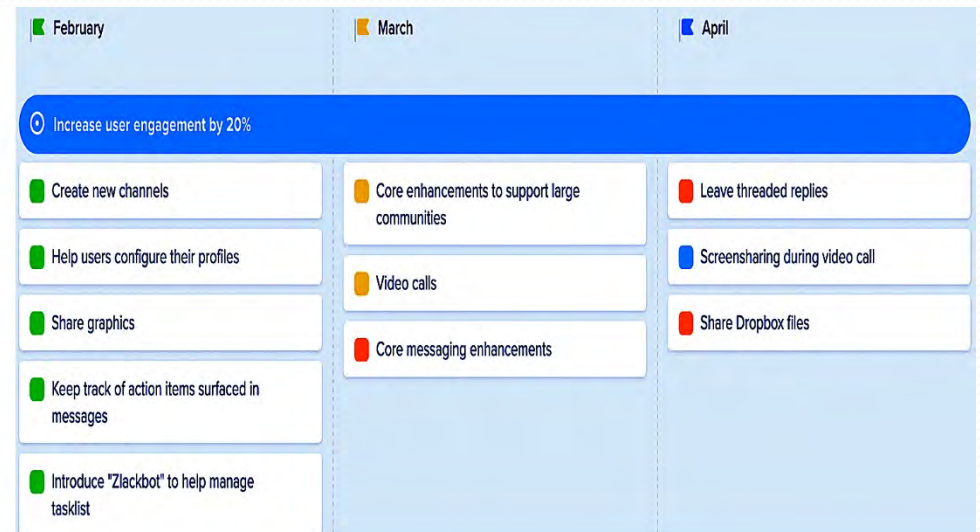 February
March
April
Increase user engagement by 20%
Create new channels
Help users configure their profiles
Share graphics
Keep track of action items surfaced in
messages
Introduce "Zlackbot" to help manage
tasklist
Core enhancements to support large
communities
Video calls
Core messaging enhancements
Leave threaded replies
Screensharing during video call
Share Dropbox files